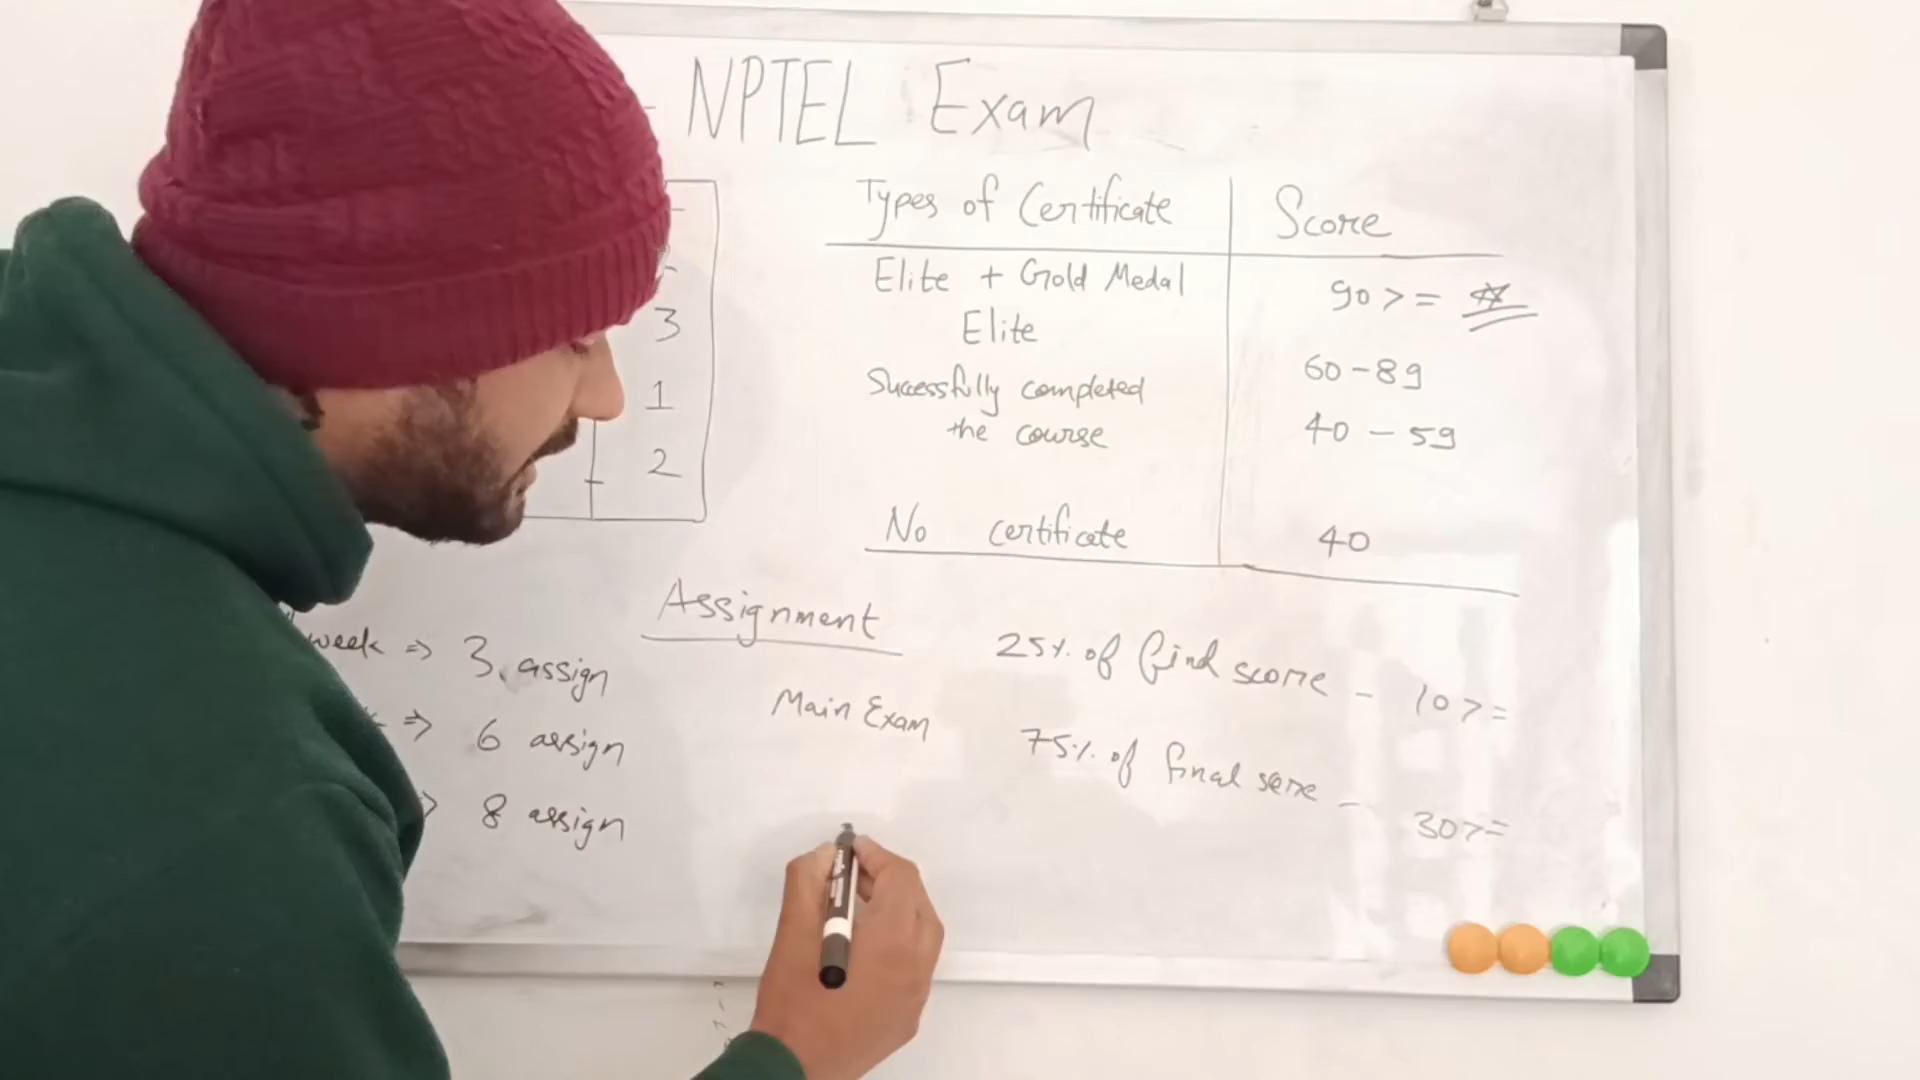 NPTEL Exam
Types of Certificate Score
Elite + Gold Medal 90 >=
Elite 60-89
Successfully completed
the course 40 - 59
No certificate 40
3
1
2
Assignment
week => 3 assign
=> 6 assign
8 assign
25% of final score - 10 >=
Main Exam
75% of final score - 30 >=